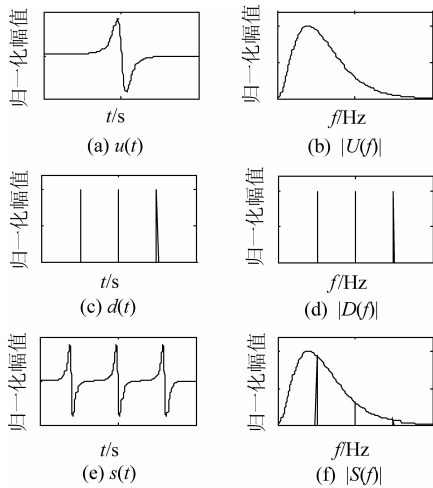 归一化幅值
t/s
(a) u(t)
归一化幅值
f/Hz
(b) |U(f)|
归一化幅值
t/s
(c) d(t)
归一化幅值
f/Hz
(d) |D(f)|
归一化幅值
t/s
(e) s(t)
归一化幅值
f/Hz
(f) |S(f)|